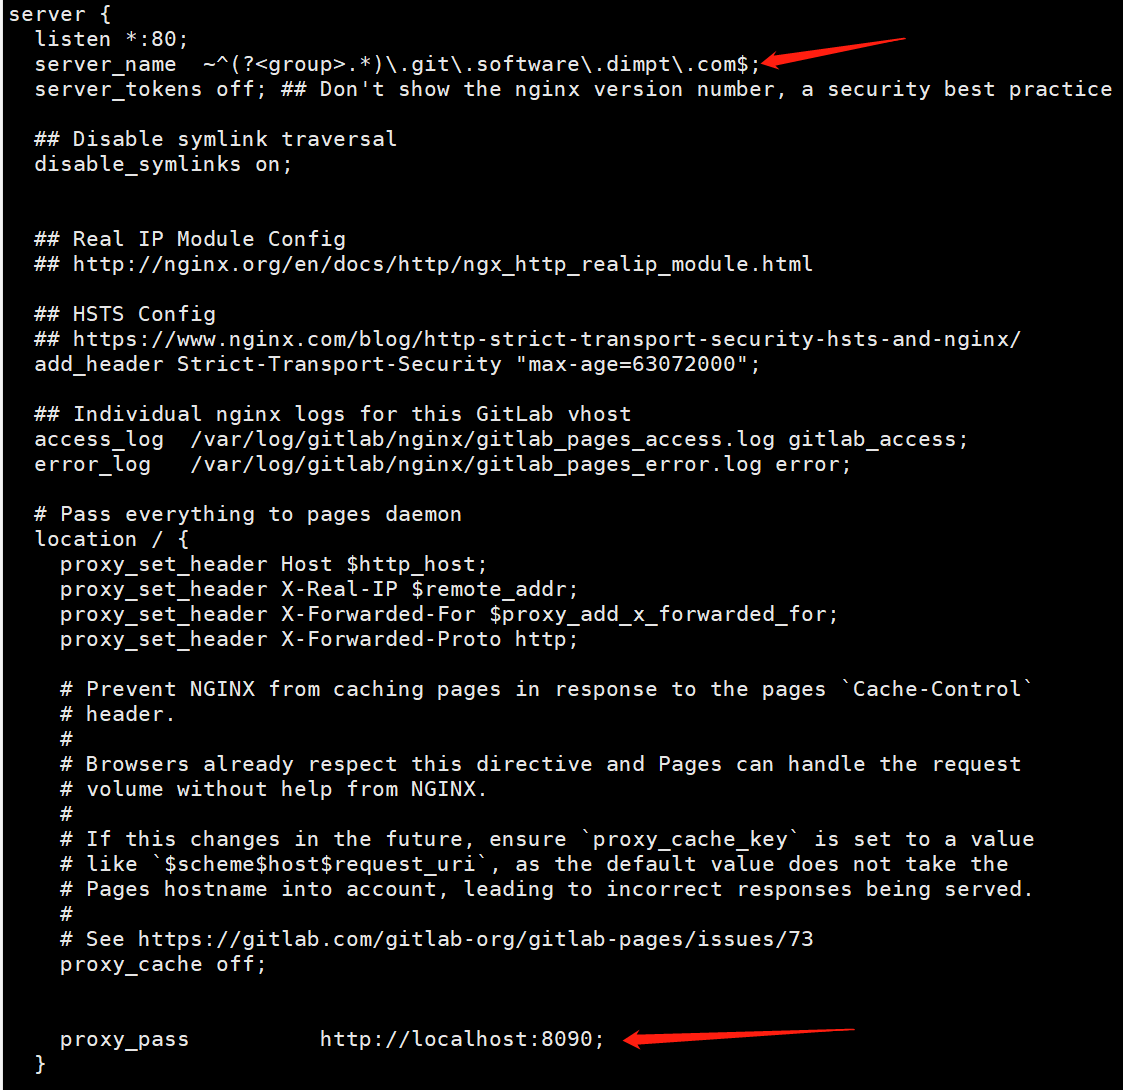 server {
listen *:80;
server_name  ~^(?<group>.*)\.git\.software\.dimpt\.com$;
server_tokens off; ## Don't show the nginx version number, a security best practice
## Disable symlink traversal
disable_symlinks on;
## Real IP Module Config
## http://nginx.org/en/docs/http/ngx_http_realip_module.html
## HSTS Config
## https://www.nginx.com/blog/http-strict-transport-security-hsts-and-nginx/
add_header Strict-Transport-Security "max-age=63072000";
## Individual nginx logs for this GitLab vhost
access_log  /var/log/gitlab/nginx/gitlab_pages_access.log gitlab_access;
error_log   /var/log/gitlab/nginx/gitlab_pages_error.log error;
# Pass everything to pages daemon
location / {
proxy_set_header Host $http_host;
proxy_set_header X-Real-IP $remote_addr;
proxy_set_header X-Forwarded-For $proxy_add_x_forwarded_for;
proxy_set_header X-Forwarded-Proto http;
# Prevent NGINX from caching pages in response to the pages `Cache-Control`
# header.
#
# Browsers already respect this directive and Pages can handle the request
# volume without help from NGINX.
#
# If this changes in the future, ensure `proxy_cache_key` is set to a value
# like `$scheme$host$request_uri`, as the default value does not take the
# Pages hostname into account, leading to incorrect responses being served.
#
# See https://gitlab.com/gitlab-org/gitlab-pages/issues/73
proxy_cache off;
proxy_pass          http://localhost:8090;
}